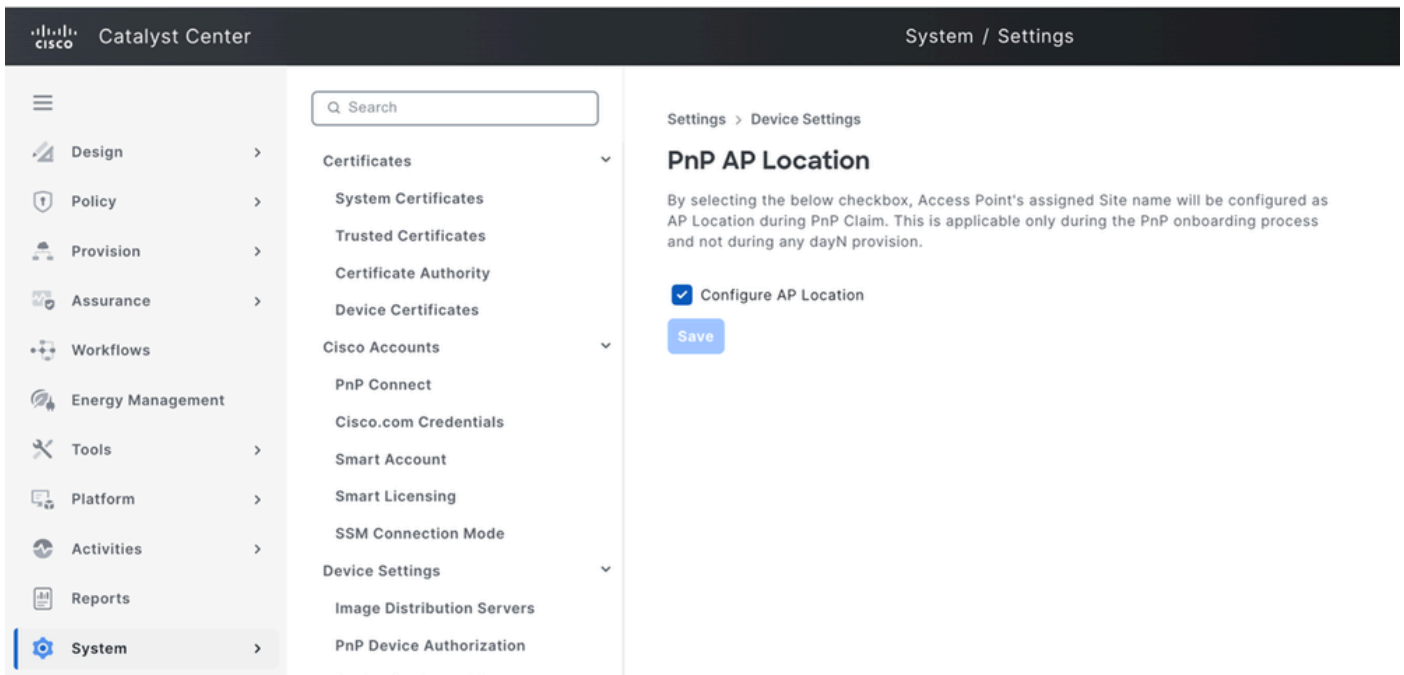 CISCO
Catalyst Center
System / Settings
Design
Policy
Provision
Assurance
Workflows
Energy Management
Tools
Platform
Activities
Reports
System
Search
Certificates
System Certificates
Trusted Certificates
Certificate Authority
Device Certificates
Cisco Accounts
PnP Connect
Cisco.com Credentials
Smart Account
Smart Licensing
SSM Connection Mode
Device Settings
Image Distribution Servers
PnP Device Authorization
Settings > Device Settings
PnP AP Location
By selecting the below checkbox, Access Point's assigned Site name will be configured as
AP Location during PnP Claim. This is applicable only during the PnP onboarding process
and not during any dayN provision.
Configure AP Location
Save